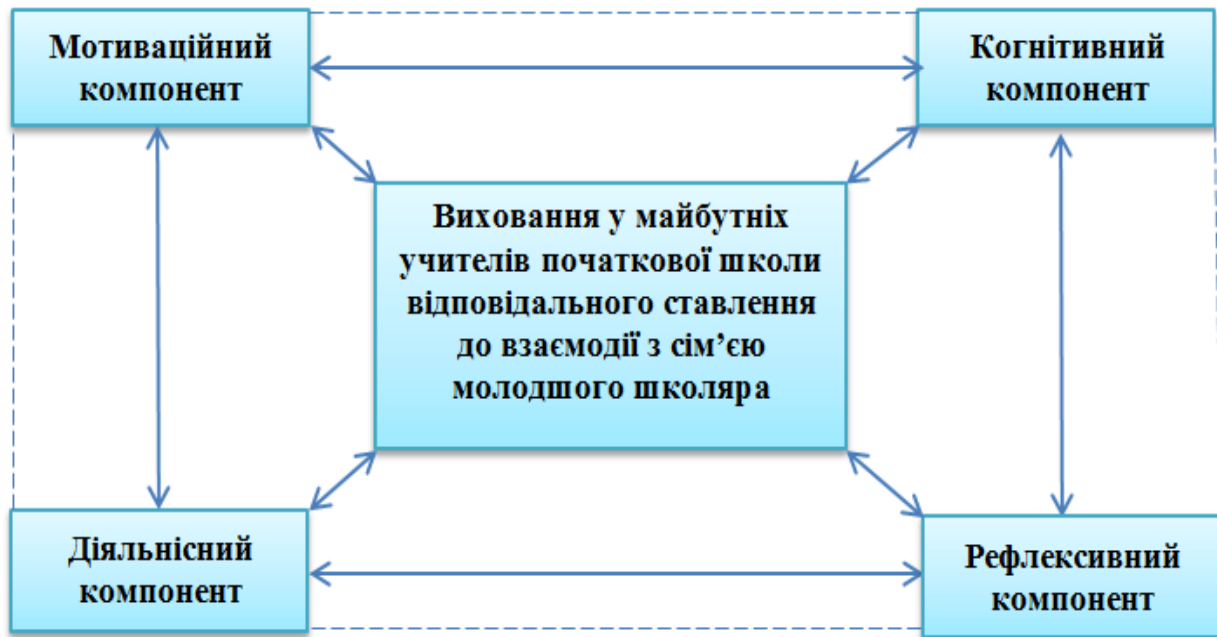 Мотиваційний
компонент
Когнітивний
компонент
Виховання у майбутніх
учителів початкової школи
відповідального ставлення
до взаємодії з сім’єю
молодшого школяра
Діяльнісний
компонент
Рефлексивний
компонент